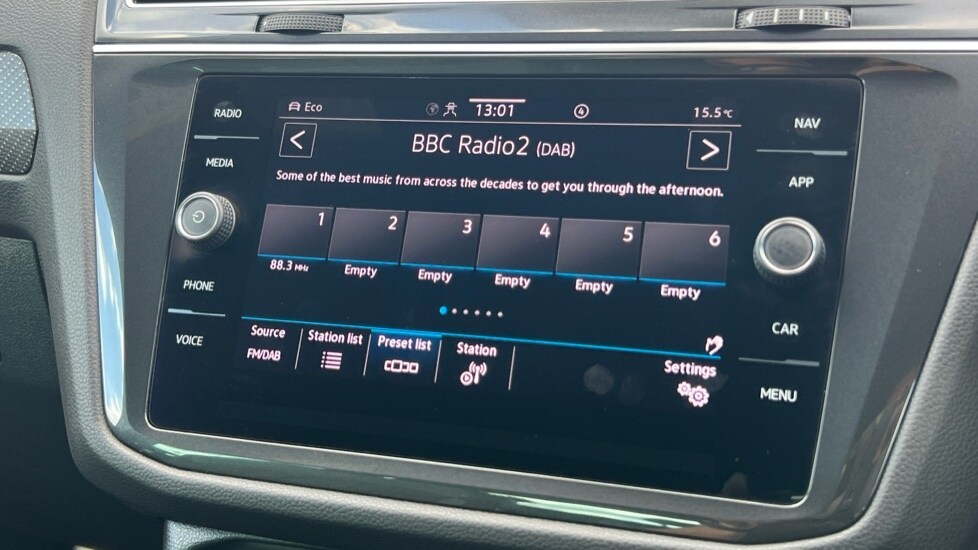 RADIO
MEDIA
PHONE
VOICE
Eco
13:01
4
15.5°C
< BBC Radio2 (DAB) >
Some of the best music from across the decades to get you through the afternoon.
1 2 3 4 5 6
88.3 MHz Empty Empty Empty Empty Empty
Source Station list Preset list Station Settings
FM/DAB
NAV
APP
CAR
MENU